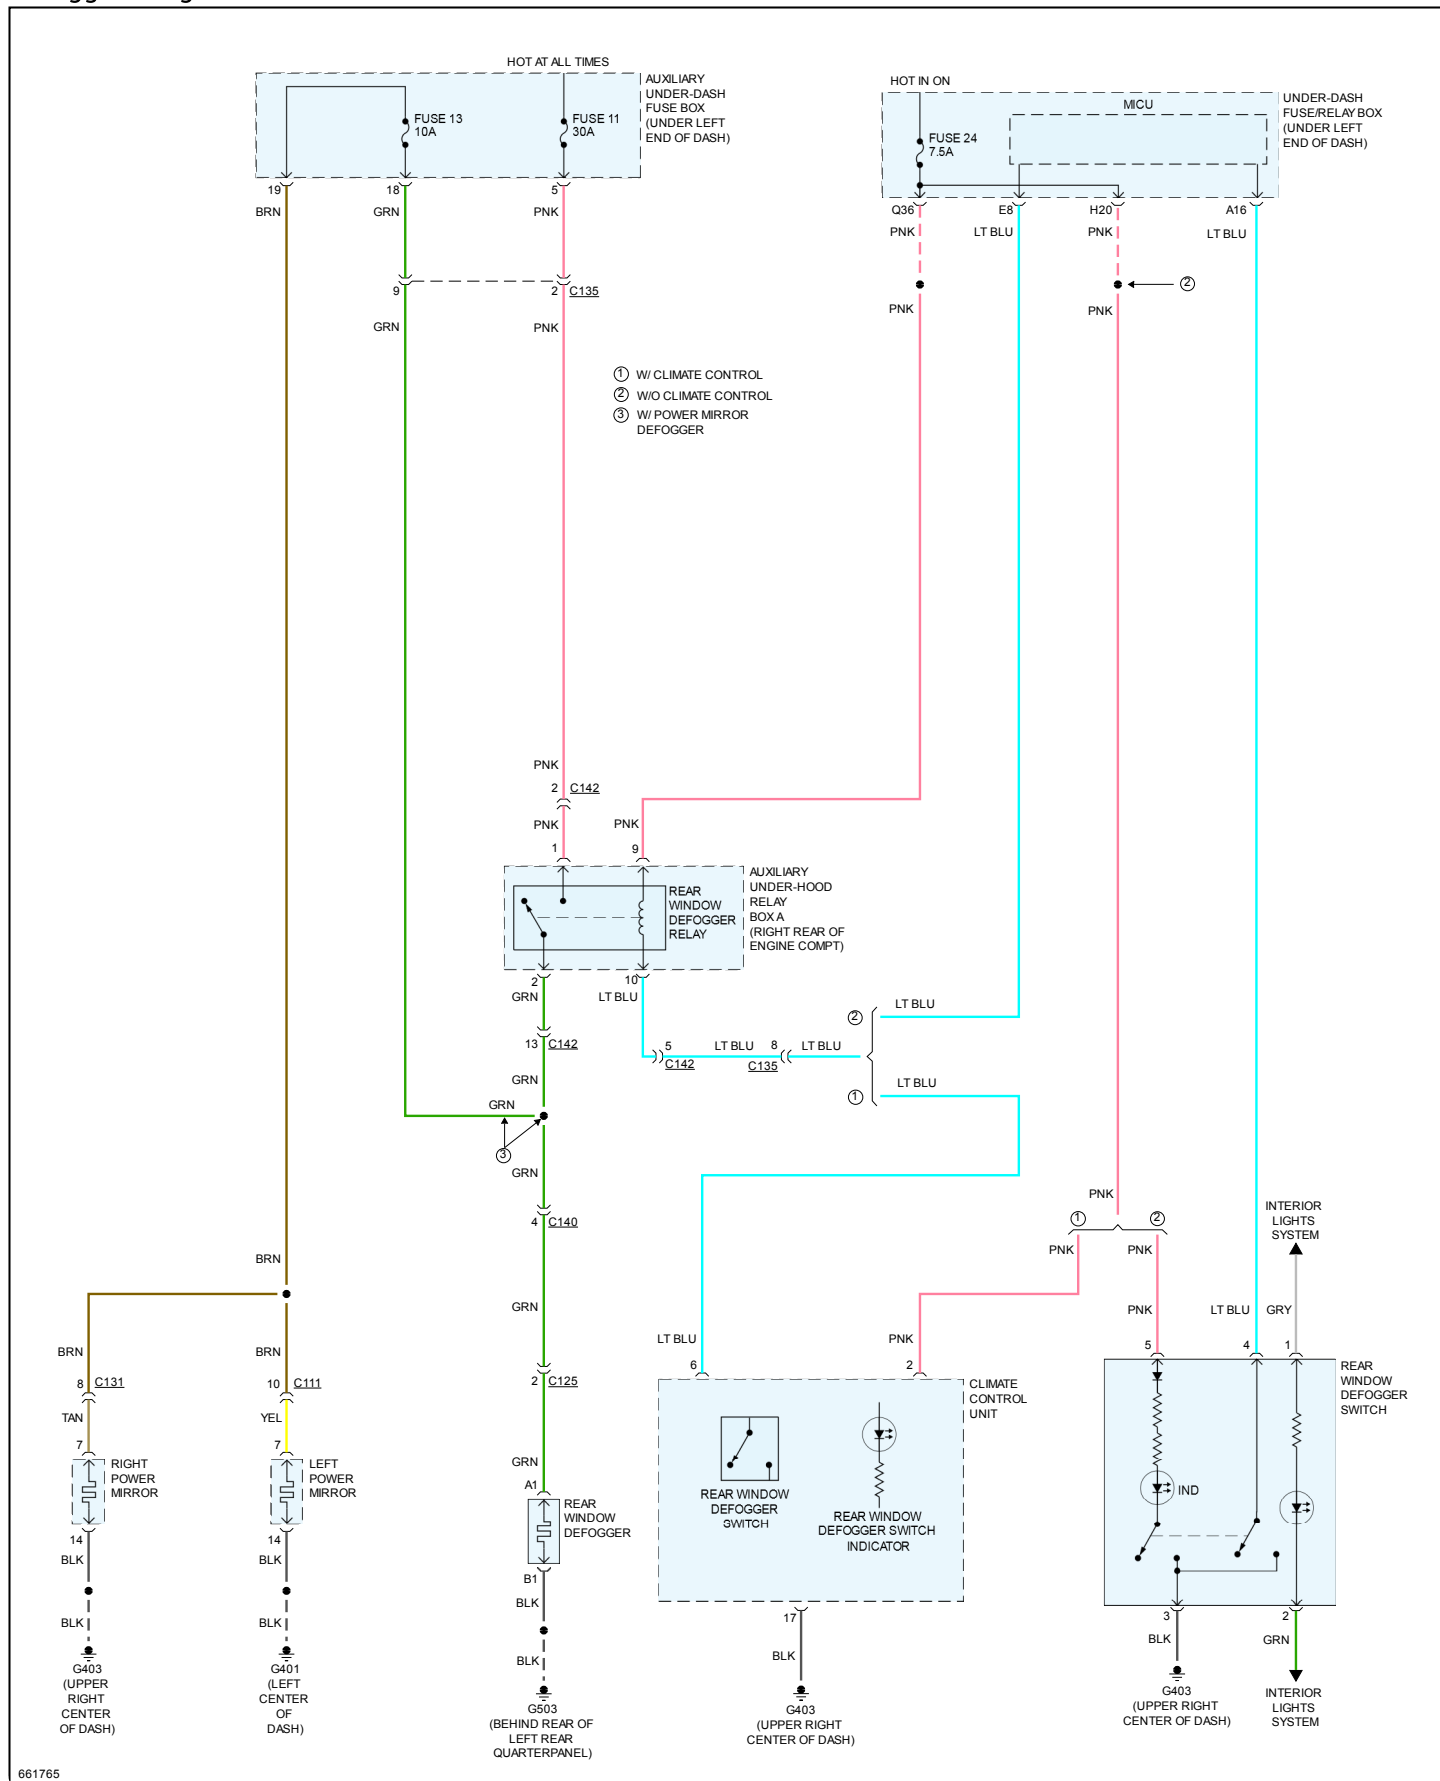 HOT AT ALL TIMES
AUXILIARY
UNDER-DASH
FUSE BOX
(UNDER LEFT
END OF DASH)
FUSE 13
10A
FUSE 11
30A
HOT IN ON
MICU
UNDER-DASH
FUSE/RELAY BOX
(UNDER LEFT
END OF DASH)
FUSE 24
7.5A
19
18
5
Q36
E8
H20
A16
BRN
GRN
PNK
PNK
LT BLU
PNK
LT BLU
9
2
C135
2
GRN
PNK
PNK
PNK
1 W/ CLIMATE CONTROL
2 W/O CLIMATE CONTROL
3 W/ POWER MIRROR
DEFOGGER
PNK
2
C142
PNK
PNK
1
9
REAR
WINDOW
DEFOGGER
RELAY
AUXILIARY
UNDER-HOOD
RELAY
BOX A
(RIGHT REAR OF
ENGINE COMPT)
2
10
GRN
LT BLU
13
C142
5
C142
LT BLU
8
C135
LT BLU
2
LT BLU
1
LT BLU
GRN
GRN
3
GRN
4
C140
PNK
1
2
PNK
PNK
INTERIOR
LIGHTS
SYSTEM
BRN
GRN
PNK
LT BLU
GRY
LT BLU
PNK
BRN
BRN
8
C131
10
C111
2
C125
6
2
5
4
1
TAN
YEL
7
7
RIGHT
POWER
MIRROR
LEFT
POWER
MIRROR
GRN
A1
REAR
WINDOW
DEFOGGER
CLIMATE
CONTROL
UNIT
REAR
WINDOW
DEFOGGER
SWITCH
REAR WINDOW
DEFOGGER
SWITCH
REAR WINDOW
DEFOGGER SWITCH
INDICATOR
IND
14
14
B1
17
3
2
BLK
BLK
BLK
BLK
BLK
GRN
BLK
BLK
BLK
G403
(UPPER
RIGHT
CENTER
OF DASH)
G401
(LEFT
CENTER
OF
DASH)
G503
(BEHIND REAR OF
LEFT REAR
QUARTERPANEL)
G403
(UPPER RIGHT
CENTER OF DASH)
G403
(UPPER RIGHT
CENTER OF DASH)
INTERIOR
LIGHTS
SYSTEM
661765